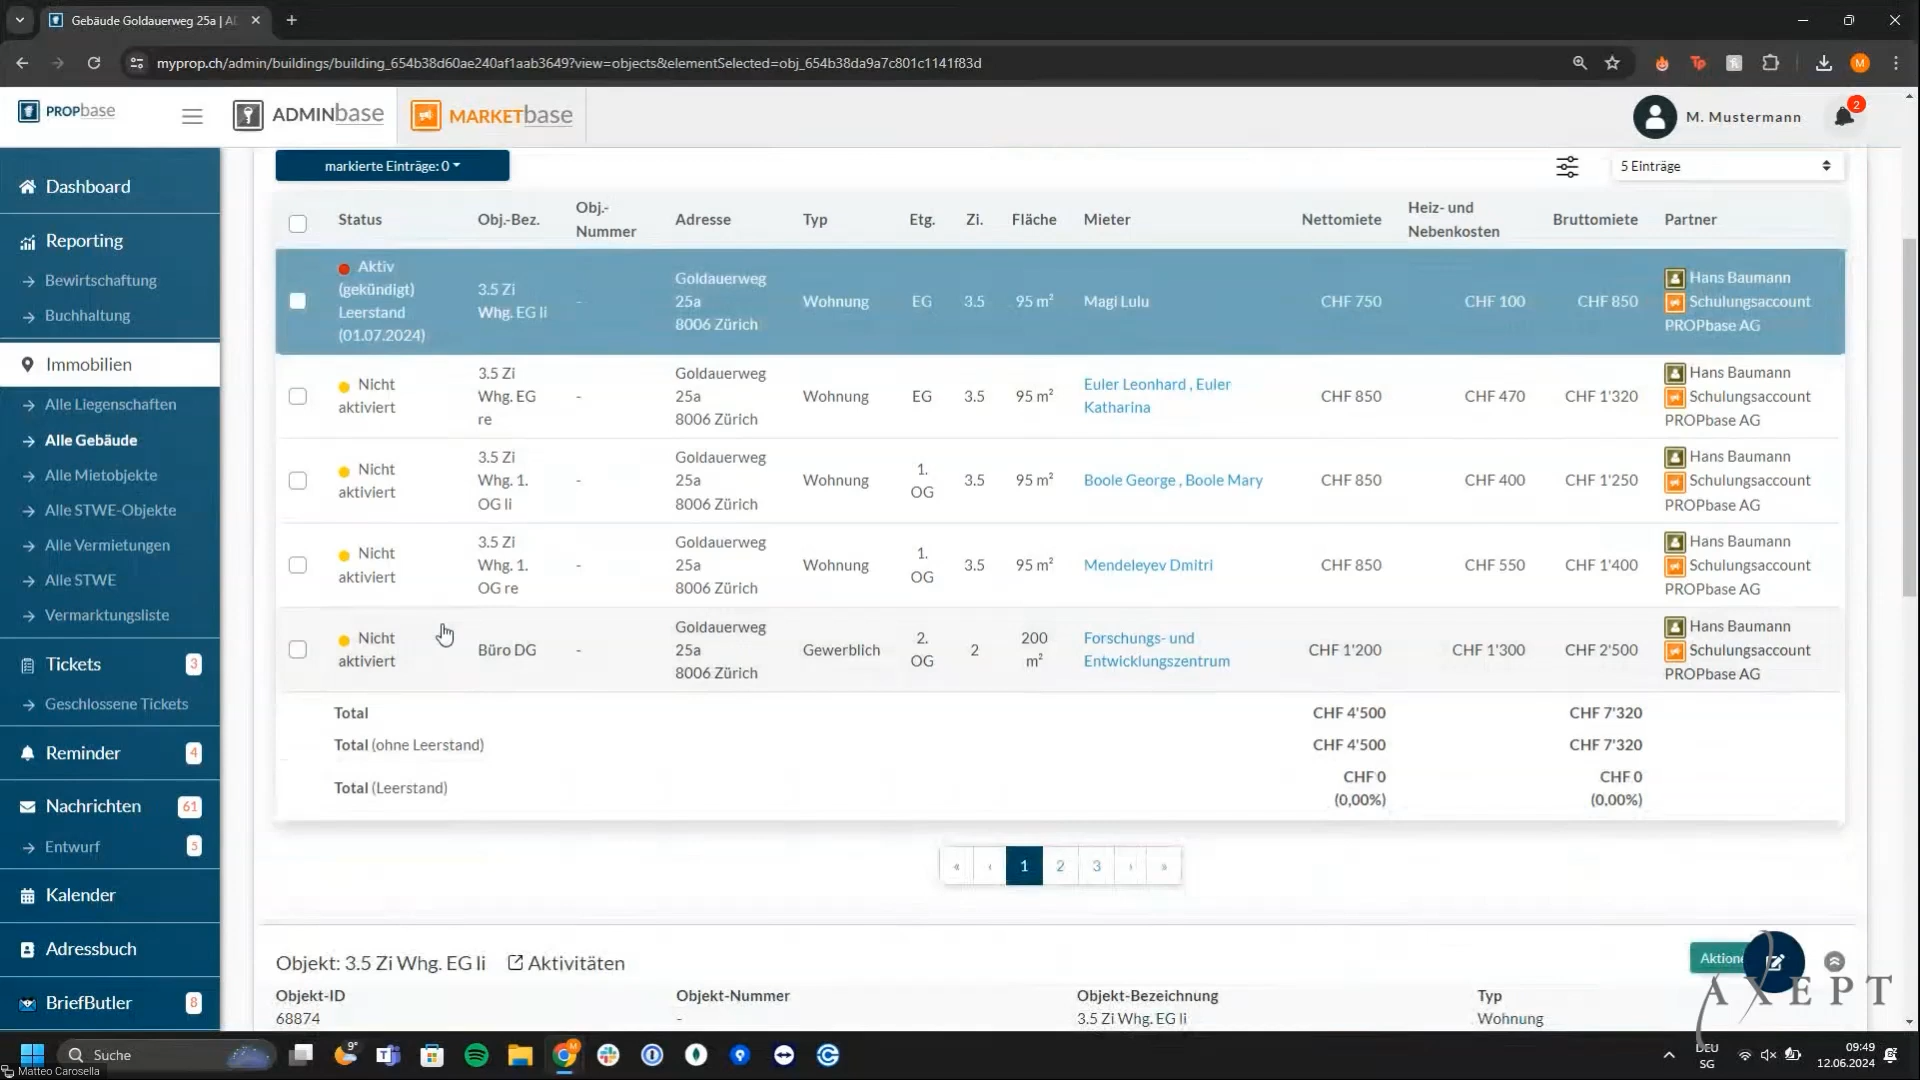 Gebäude Goldauerweg 25a | AD
myprop.ch/admin/buildings/building_654b38d60ae240af1aab3649?view=objects&elementSelected=obj_654b38da9a7c801c1141f83d
M
PROPbase
ADMINbase
MARKETbase
M. Mustermann
2
Dashboard
Reporting
Bewirtschaftung
Buchhaltung
Immobilien
Alle Liegenschaften
Alle Gebäude
Alle Mietobjekte
Alle STWE-Objekte
Alle Vermietungen
Alle STWE
Vermarktungsliste
Tickets 3
Geschlossene Tickets
Reminder 4
Nachrichten 61
Entwurf 5
Kalender
Adressbuch
BriefButler 8
markierte Einträge: 0
5 Einträge
Status Obj.-Bez. Obj.- Adresse Typ Etg. Zi. Fläche Mieter Nettomiete Heiz- und Bruttomiete Partner
Nummer Nebenkosten
Aktiv
(gekündigt)
Leerstand
(01.07.2024)
3.5 Zi
Whg. EG li
-
Goldauerweg
25a
8006 Zürich
Wohnung EG 3.5 95 m² Magi Lulu CHF 750 CHF 100 CHF 850
Hans Baumann
Schulungsaccount
PROPbase AG
Nicht
aktiviert
3.5 Zi
Whg. EG
re
-
Goldauerweg
25a
8006 Zürich
Wohnung EG 3.5 95 m²
Euler Leonhard , Euler
Katharina
CHF 850 CHF 470 CHF 1'320
Hans Baumann
Schulungsaccount
PROPbase AG
Nicht
aktiviert
3.5 Zi
Whg. 1.
OG li
-
Goldauerweg
25a
8006 Zürich
Wohnung
1.
OG
3.5 95 m² Boole George , Boole Mary CHF 850 CHF 400 CHF 1'250
Hans Baumann
Schulungsaccount
PROPbase AG
Nicht
aktiviert
3.5 Zi
Whg. 1.
OG re
-
Goldauerweg
25a
8006 Zürich
Wohnung
1.
OG
3.5 95 m² Mendeleyev Dmitri CHF 850 CHF 550 CHF 1'400
Hans Baumann
Schulungsaccount
PROPbase AG
Nicht
aktiviert
Büro DG
-
Goldauerweg
25a
8006 Zürich
Gewerblich
2.
OG
2
200
m²
Forschungs- und
Entwicklungszentrum
CHF 1'200 CHF 1'300 CHF 2'500
Hans Baumann
Schulungsaccount
PROPbase AG
Total CHF 4'500 CHF 7'320
Total (ohne Leerstand) CHF 4'500 CHF 7'320
Total (Leerstand) CHF 0 CHF 0
(0,00%) (0,00%)
« ‹ 1 2 3 › »
Objekt: 3.5 Zi Whg. EG li Aktivitäten
Aktione
AXEPT
Objekt-ID Objekt-Nummer Objekt-Bezeichnung Typ
68874 - 3.5 Zi Whg. EG li Wohnung
Suche
9°
DEU
SG
09:49
12.06.2024
Matteo Carosella